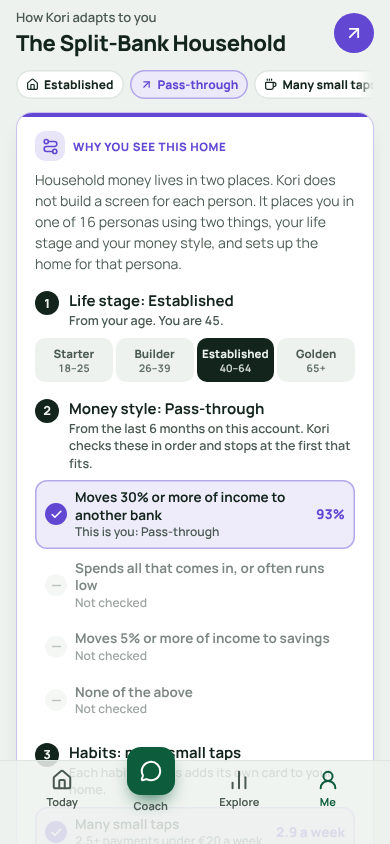 How Kori adapts to you
The Split-Bank Household
Established
Pass-through
Many small taps
WHY YOU SEE THIS HOME
Household money lives in two places. Kori does
not build a screen for each person. It places you in
one of 16 personas using two things, your life
stage and your money style, and sets up the
home for that persona.
1
Life stage: Established
From your age. You are 45.
Starter
18–25
Builder
26–39
Established
40–64
Golden
65+
2
Money style: Pass-through
From the last 6 months on this account. Kori
checks these in order and stops at the first that
fits.
Moves 30% or more of income to
another bank
93%
This is you: Pass-through
Spends all that comes in, or often runs
low
Not checked
Moves 5% or more of income to savings
Not checked
None of the above
Not checked
3
Habits: small taps
Each adds its own card to your
home.
Today
Coach
Explore
Me
Many small taps
2.5+ payments under €20 a week
2.9 a week